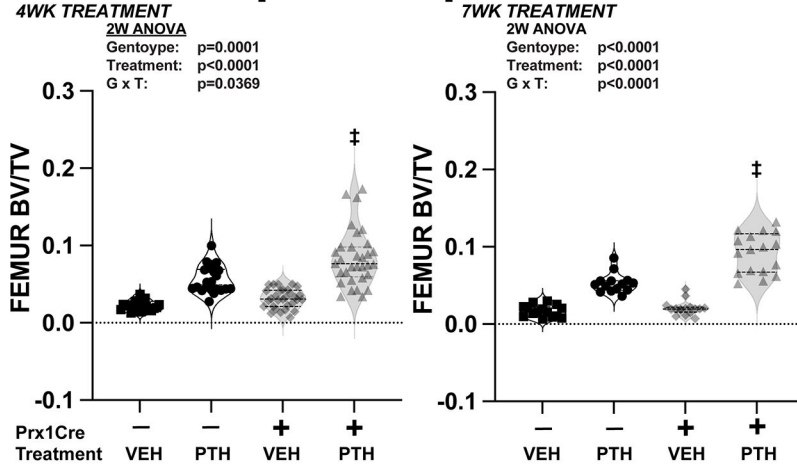 4WK TREATMENT
2W ANOVA
Gentoype: p=0.0001
Treatment: p<0.0001
G x T: p=0.0369
FEMUR BV/TV
0.3
0.2
0.1
0.0
-0.1
‡
Prx1Cre − − + +
Treatment VEH PTH VEH PTH
7WK TREATMENT
2W ANOVA
Genotype: p<0.0001
Treatment: p<0.0001
G x T: p<0.0001
FEMUR BV/TV
0.3
0.2
0.1
0.0
-0.1
‡
− − + +
VEH PTH VEH PTH